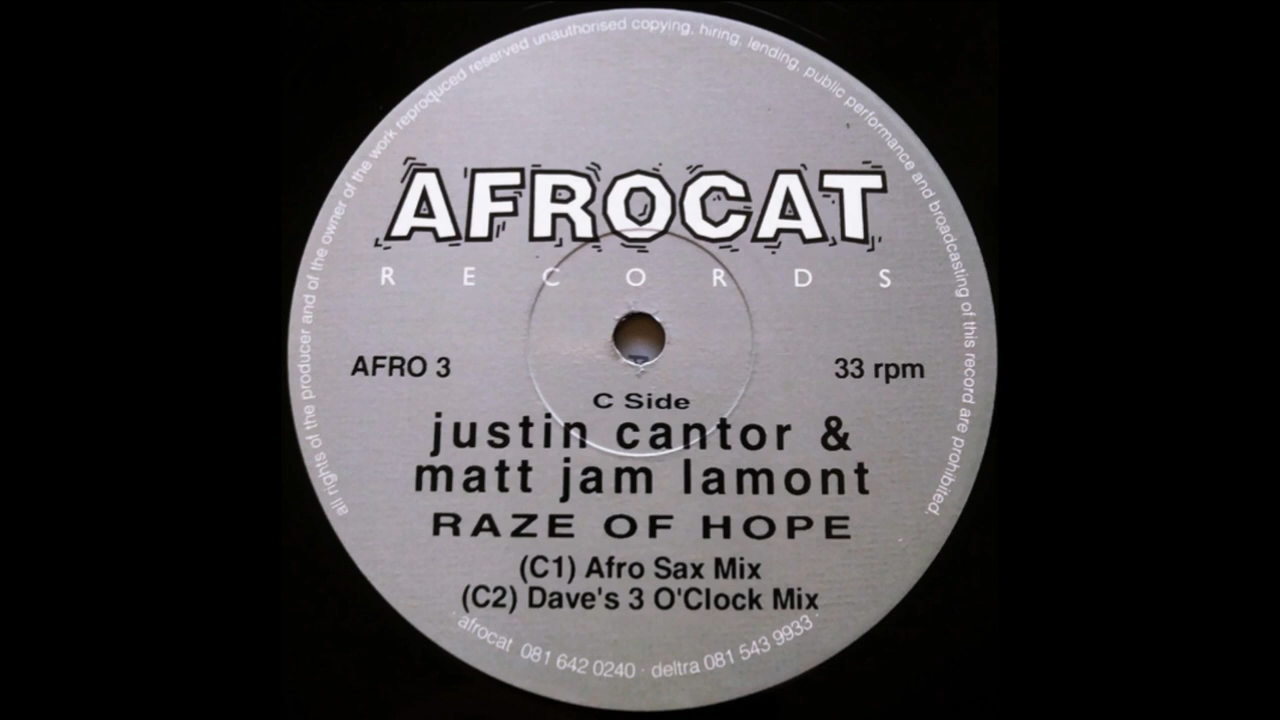 all rights of the producer and of the owner of the work reproduced reserved unauthorised copying, hiring, lending, public performance and broadcasting of this record are prohibited.
AFROCAT
RECORDS
AFRO 3
33 rpm
C Side
justin cantor &
matt jam lamont
RAZE OF HOPE
(C1) Afro Sax Mix
(C2) Dave's 3 O'Clock Mix
· afrocat 081 642 0240 · deltra 081 543 9933 ·